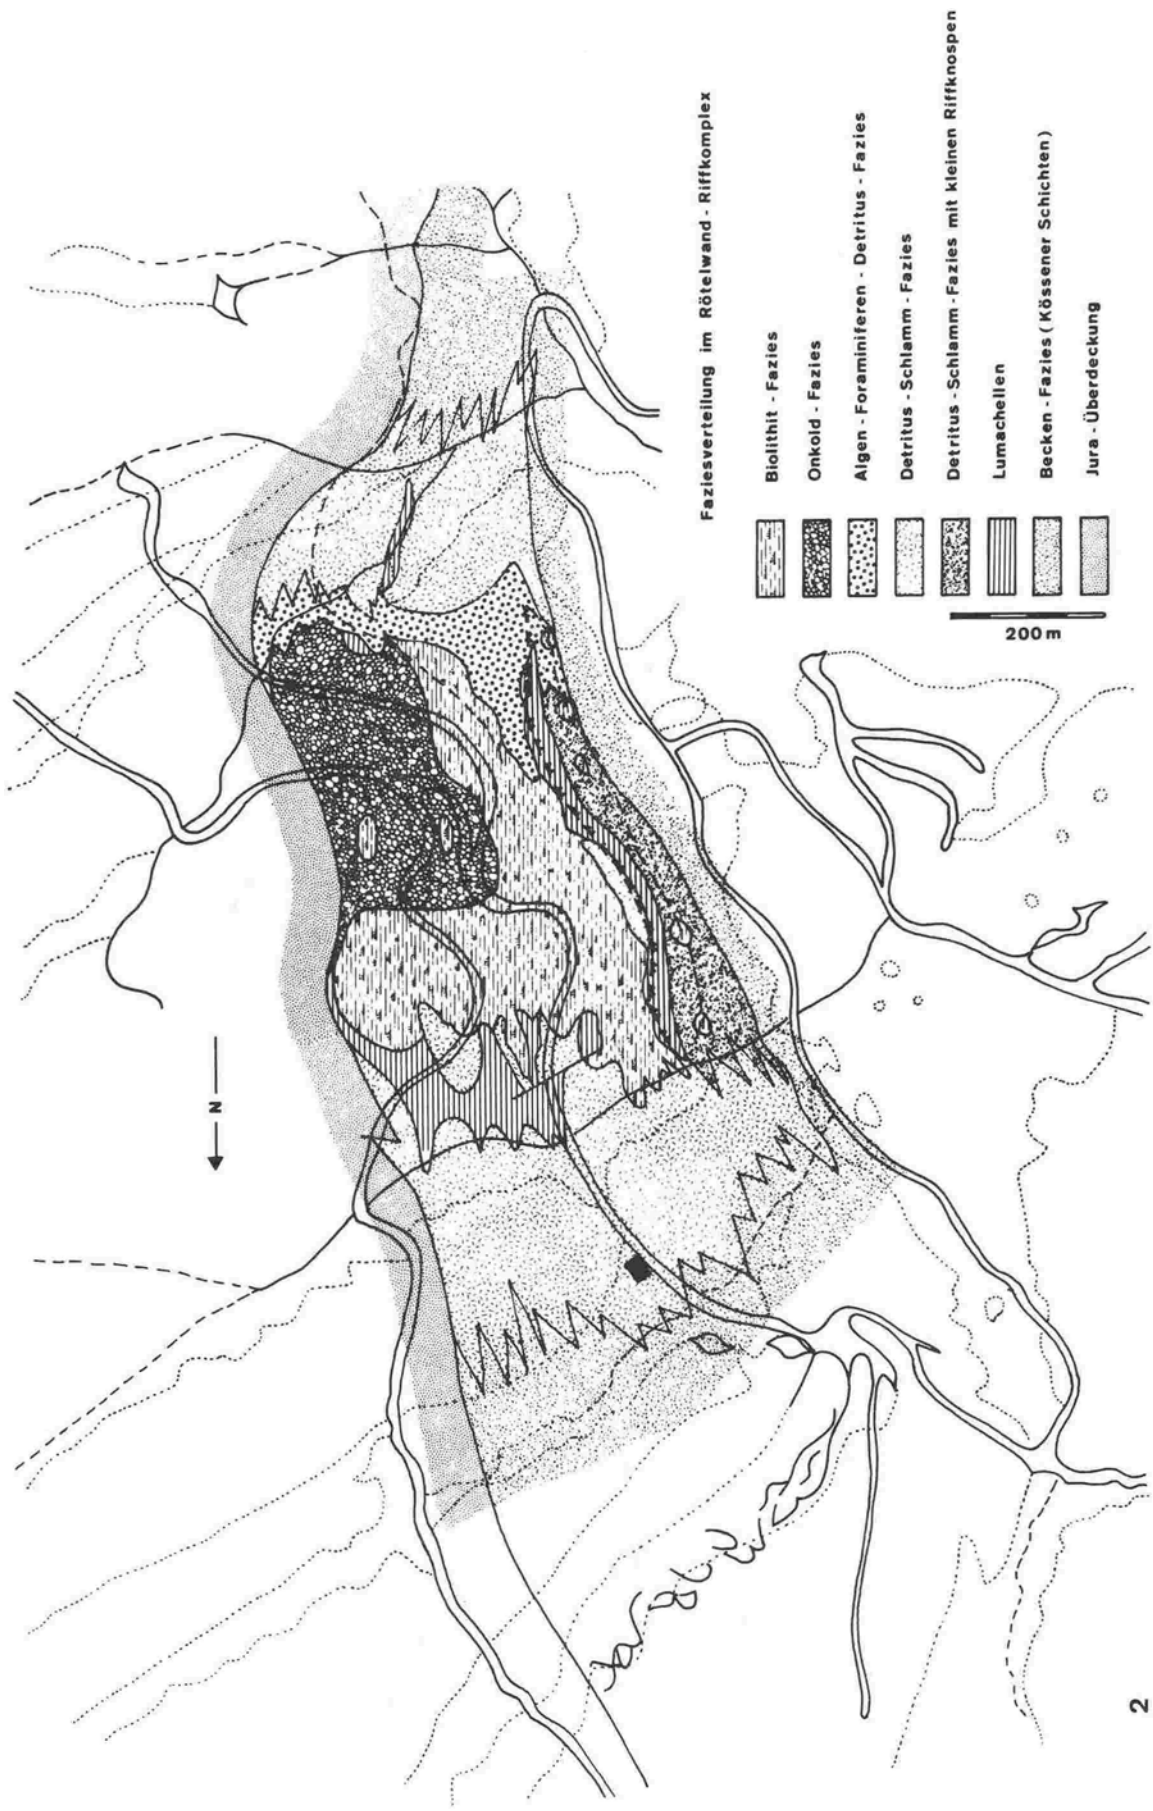 Faziesverteilung im Rötelwand - Riffkomplex
Biolithit - Fazies
Onkoid - Fazies
Algen - Foraminiferen - Detritus - Fazies
Detritus - Schlamm - Fazies
Detritus - Schlamm - Fazies mit kleinen Riffknospen
Lumachellen
Becken - Fazies ( Kössener Schichten )
Jura - Überdeckung
200 m
N
2